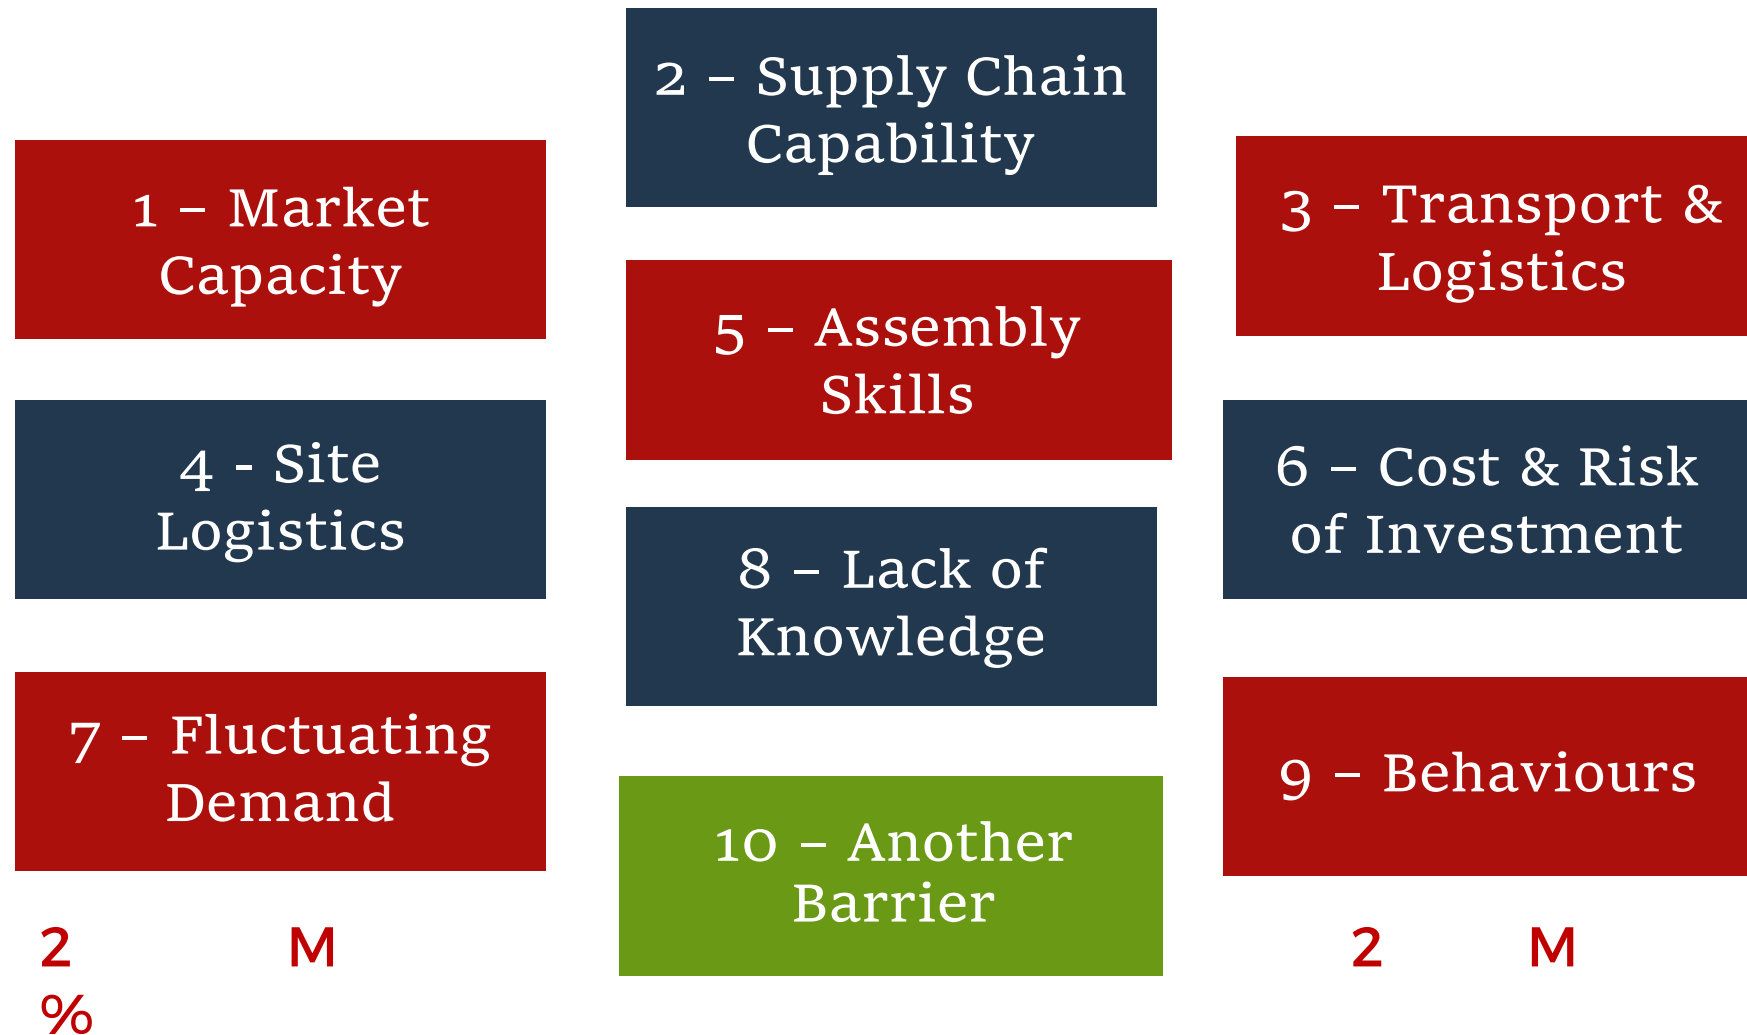 1 – Market
Capacity
2 – Supply Chain
Capability
3 – Transport &
Logistics
4 - Site
Logistics
5 – Assembly
Skills
6 – Cost & Risk
of Investment
7 – Fluctuating
Demand
8 – Lack of
Knowledge
9 – Behaviours
10 – Another
Barrier
2 M
%
2 M